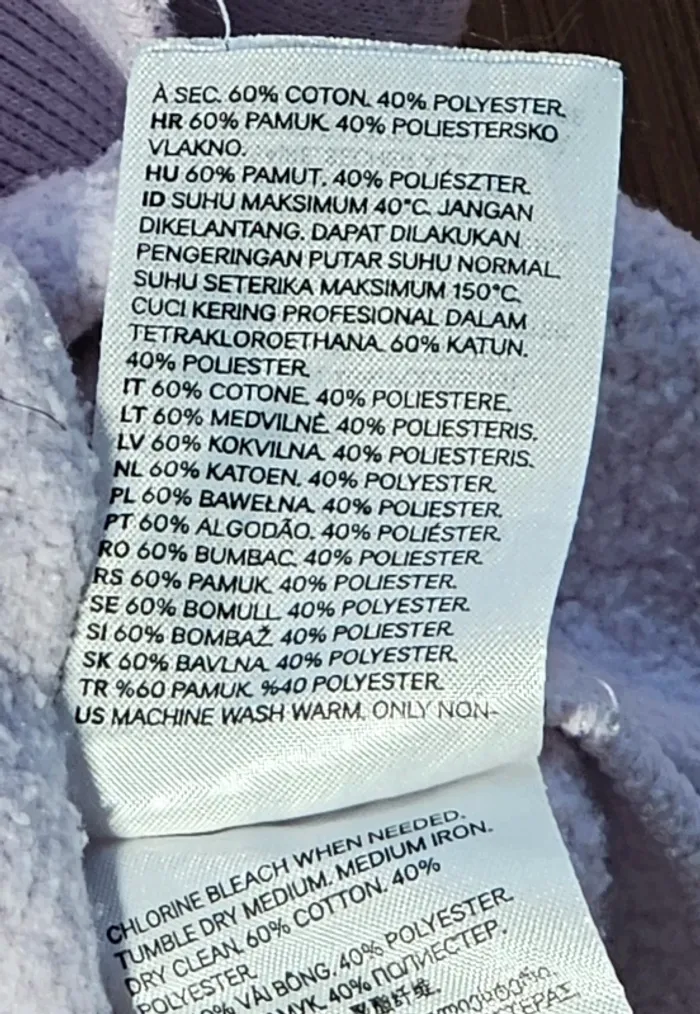 À SEC. 60% COTON. 40% POLYESTER.
HR 60% PAMUK. 40% POLIESTERSKO
VLAKNO.
HU 60% PAMUT. 40% POLIÉSZTER.
ID SUHU MAKSIMUM 40°C. JANGAN
DIKELANTANG. DAPAT DILAKUKAN
PENGERINGAN PUTAR SUHU NORMAL.
SUHU SETERIKA MAKSIMUM 150°C.
CUCI KERING PROFESIONAL DALAM
TETRAKLOROETHANA. 60% KATUN.
40% POLIESTER.
IT 60% COTONE. 40% POLIESTERE.
LT 60% MEDVILNĖ. 40% POLIESTERIS.
LV 60% KOKVILNA. 40% POLIESTERIS.
NL 60% KATOEN. 40% POLYESTER.
PL 60% BAWEŁNA. 40% POLIESTER.
PT 60% ALGODÃO. 40% POLIÉSTER.
RO 60% BUMBAC. 40% POLIESTER.
RS 60% PAMUK. 40% POLIESTER.
SE 60% BOMULL. 40% POLYESTER.
SI 60% BOMBAŽ. 40% POLIESTER.
SK 60% BAVLNA. 40% POLYESTER.
TR %60 PAMUK. %40 POLYESTER.
US MACHINE WASH WARM. ONLY NON-
CHLORINE BLEACH WHEN NEEDED.
TUMBLE DRY MEDIUM. MEDIUM IRON.
DRY CLEAN. 60% COTTON. 40%
POLYESTER.
VẢI BÔNG. 40% POLYESTER.
40% ПОЛИЕСТЕР.